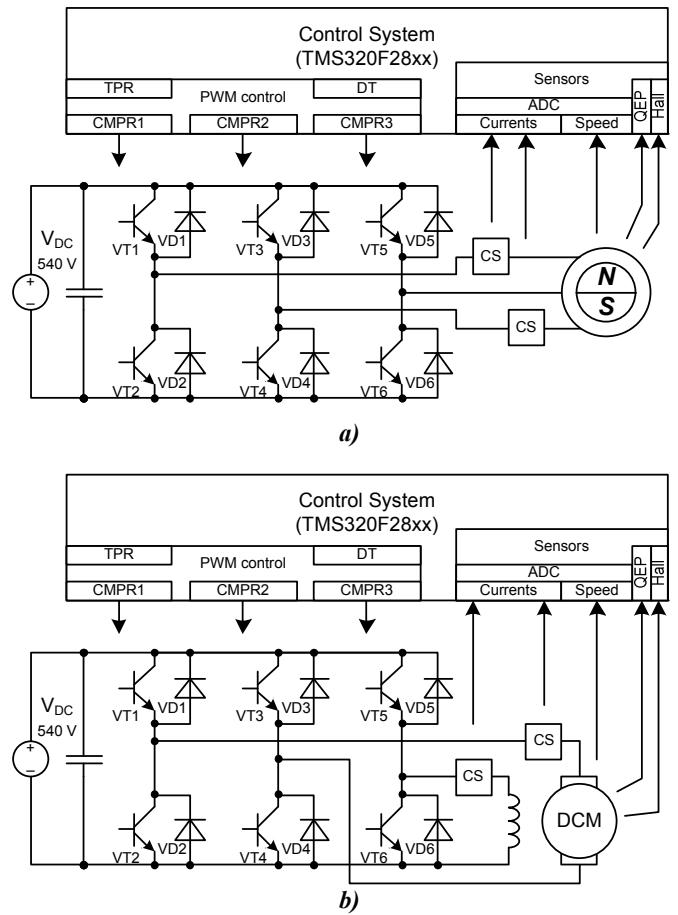 Control System
(TMS320F28xx)
TPR
PWM control
DT
CMPR1
CMPR2
CMPR3
Sensors
ADC
Currents
Speed
QEP
Hall
V_DC
540 V
+
–
VT1
VD1
VT3
VD3
VT5
VD5
CS
N
S
CS
VT2
VD2
VT4
VD4
VT6
VD6
a)
Control System
(TMS320F28xx)
TPR
PWM control
DT
CMPR1
CMPR2
CMPR3
Sensors
ADC
Currents
Speed
QEP
Hall
V_DC
540 V
+
–
VT1
VD1
VT3
VD3
VT5
VD5
CS
CS
DCM
VT2
VD2
VT4
VD4
VT6
VD6
b)